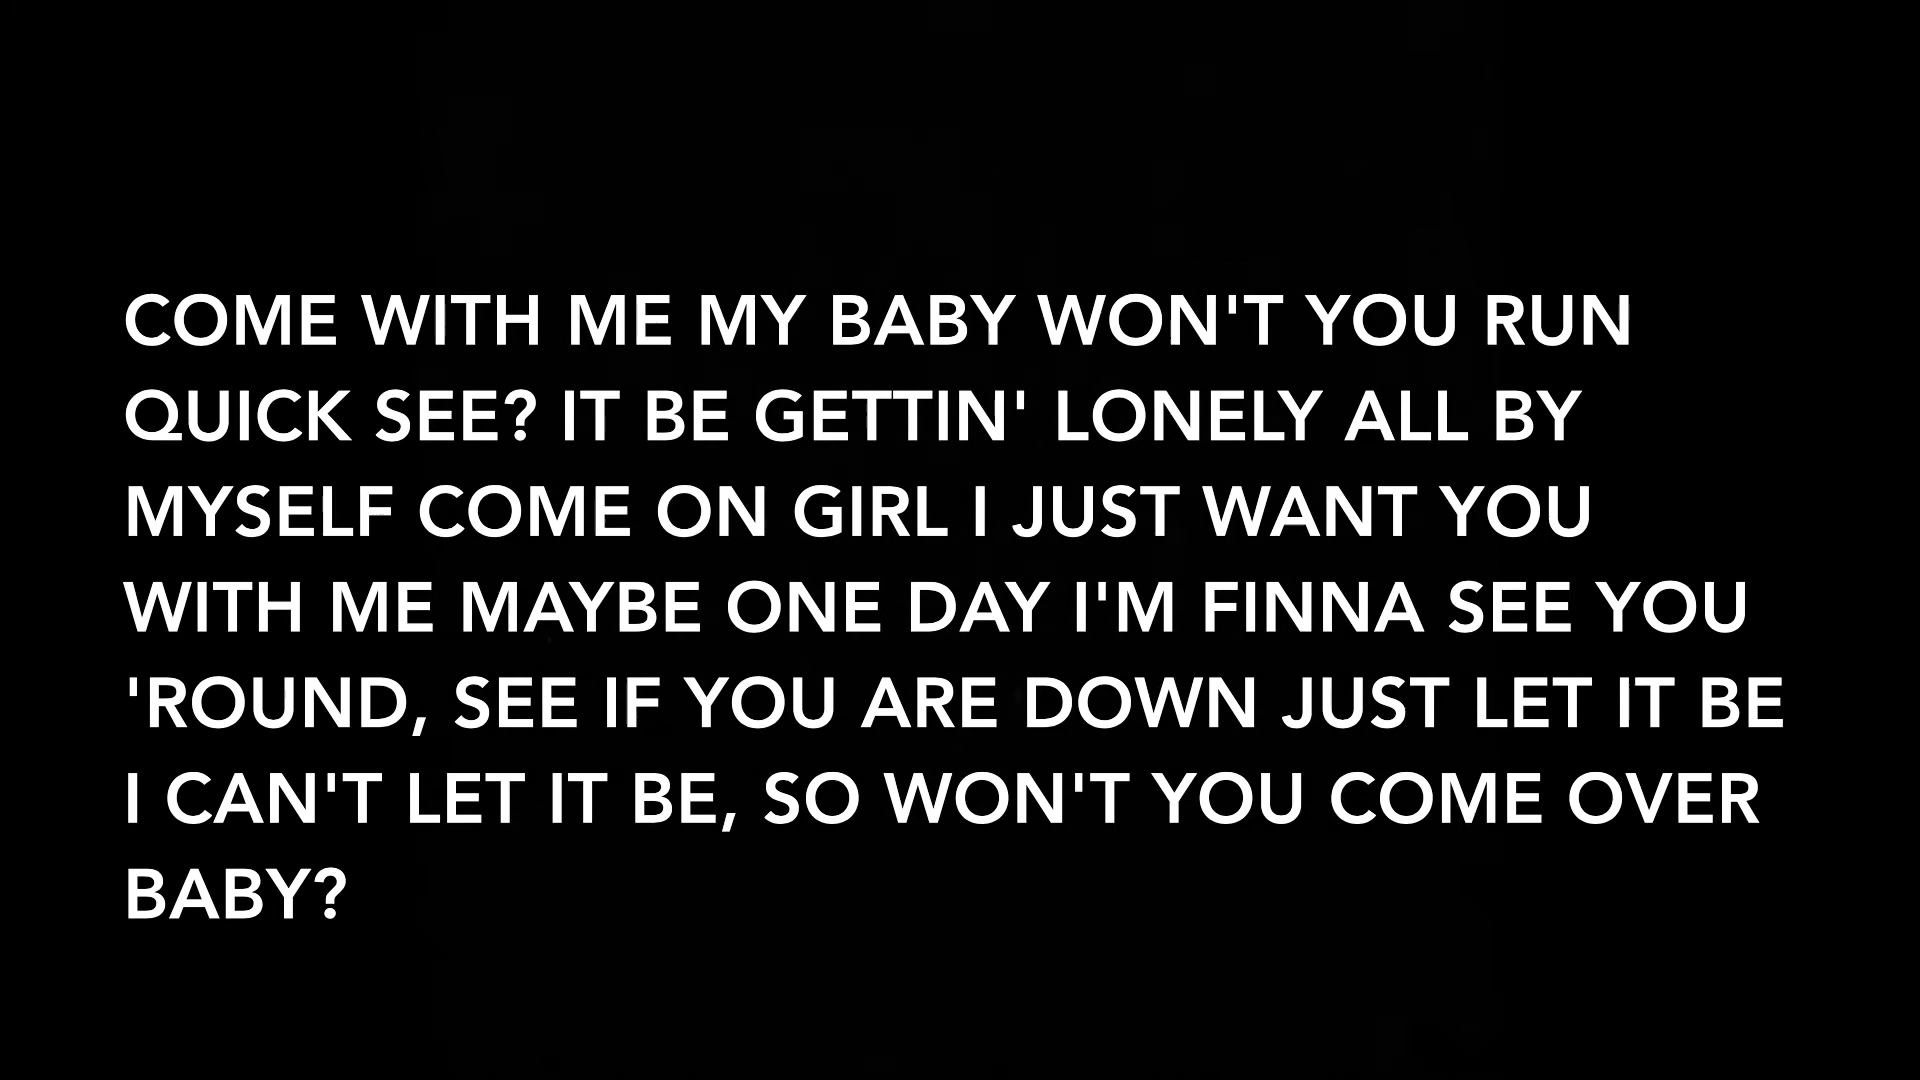 COME WITH ME MY BABY WON'T YOU RUN
QUICK SEE? IT BE GETTIN' LONELY ALL BY
MYSELF COME ON GIRL I JUST WANT YOU
WITH ME MAYBE ONE DAY I'M FINNA SEE YOU
'ROUND, SEE IF YOU ARE DOWN JUST LET IT BE
I CAN'T LET IT BE, SO WON'T YOU COME OVER
BABY?